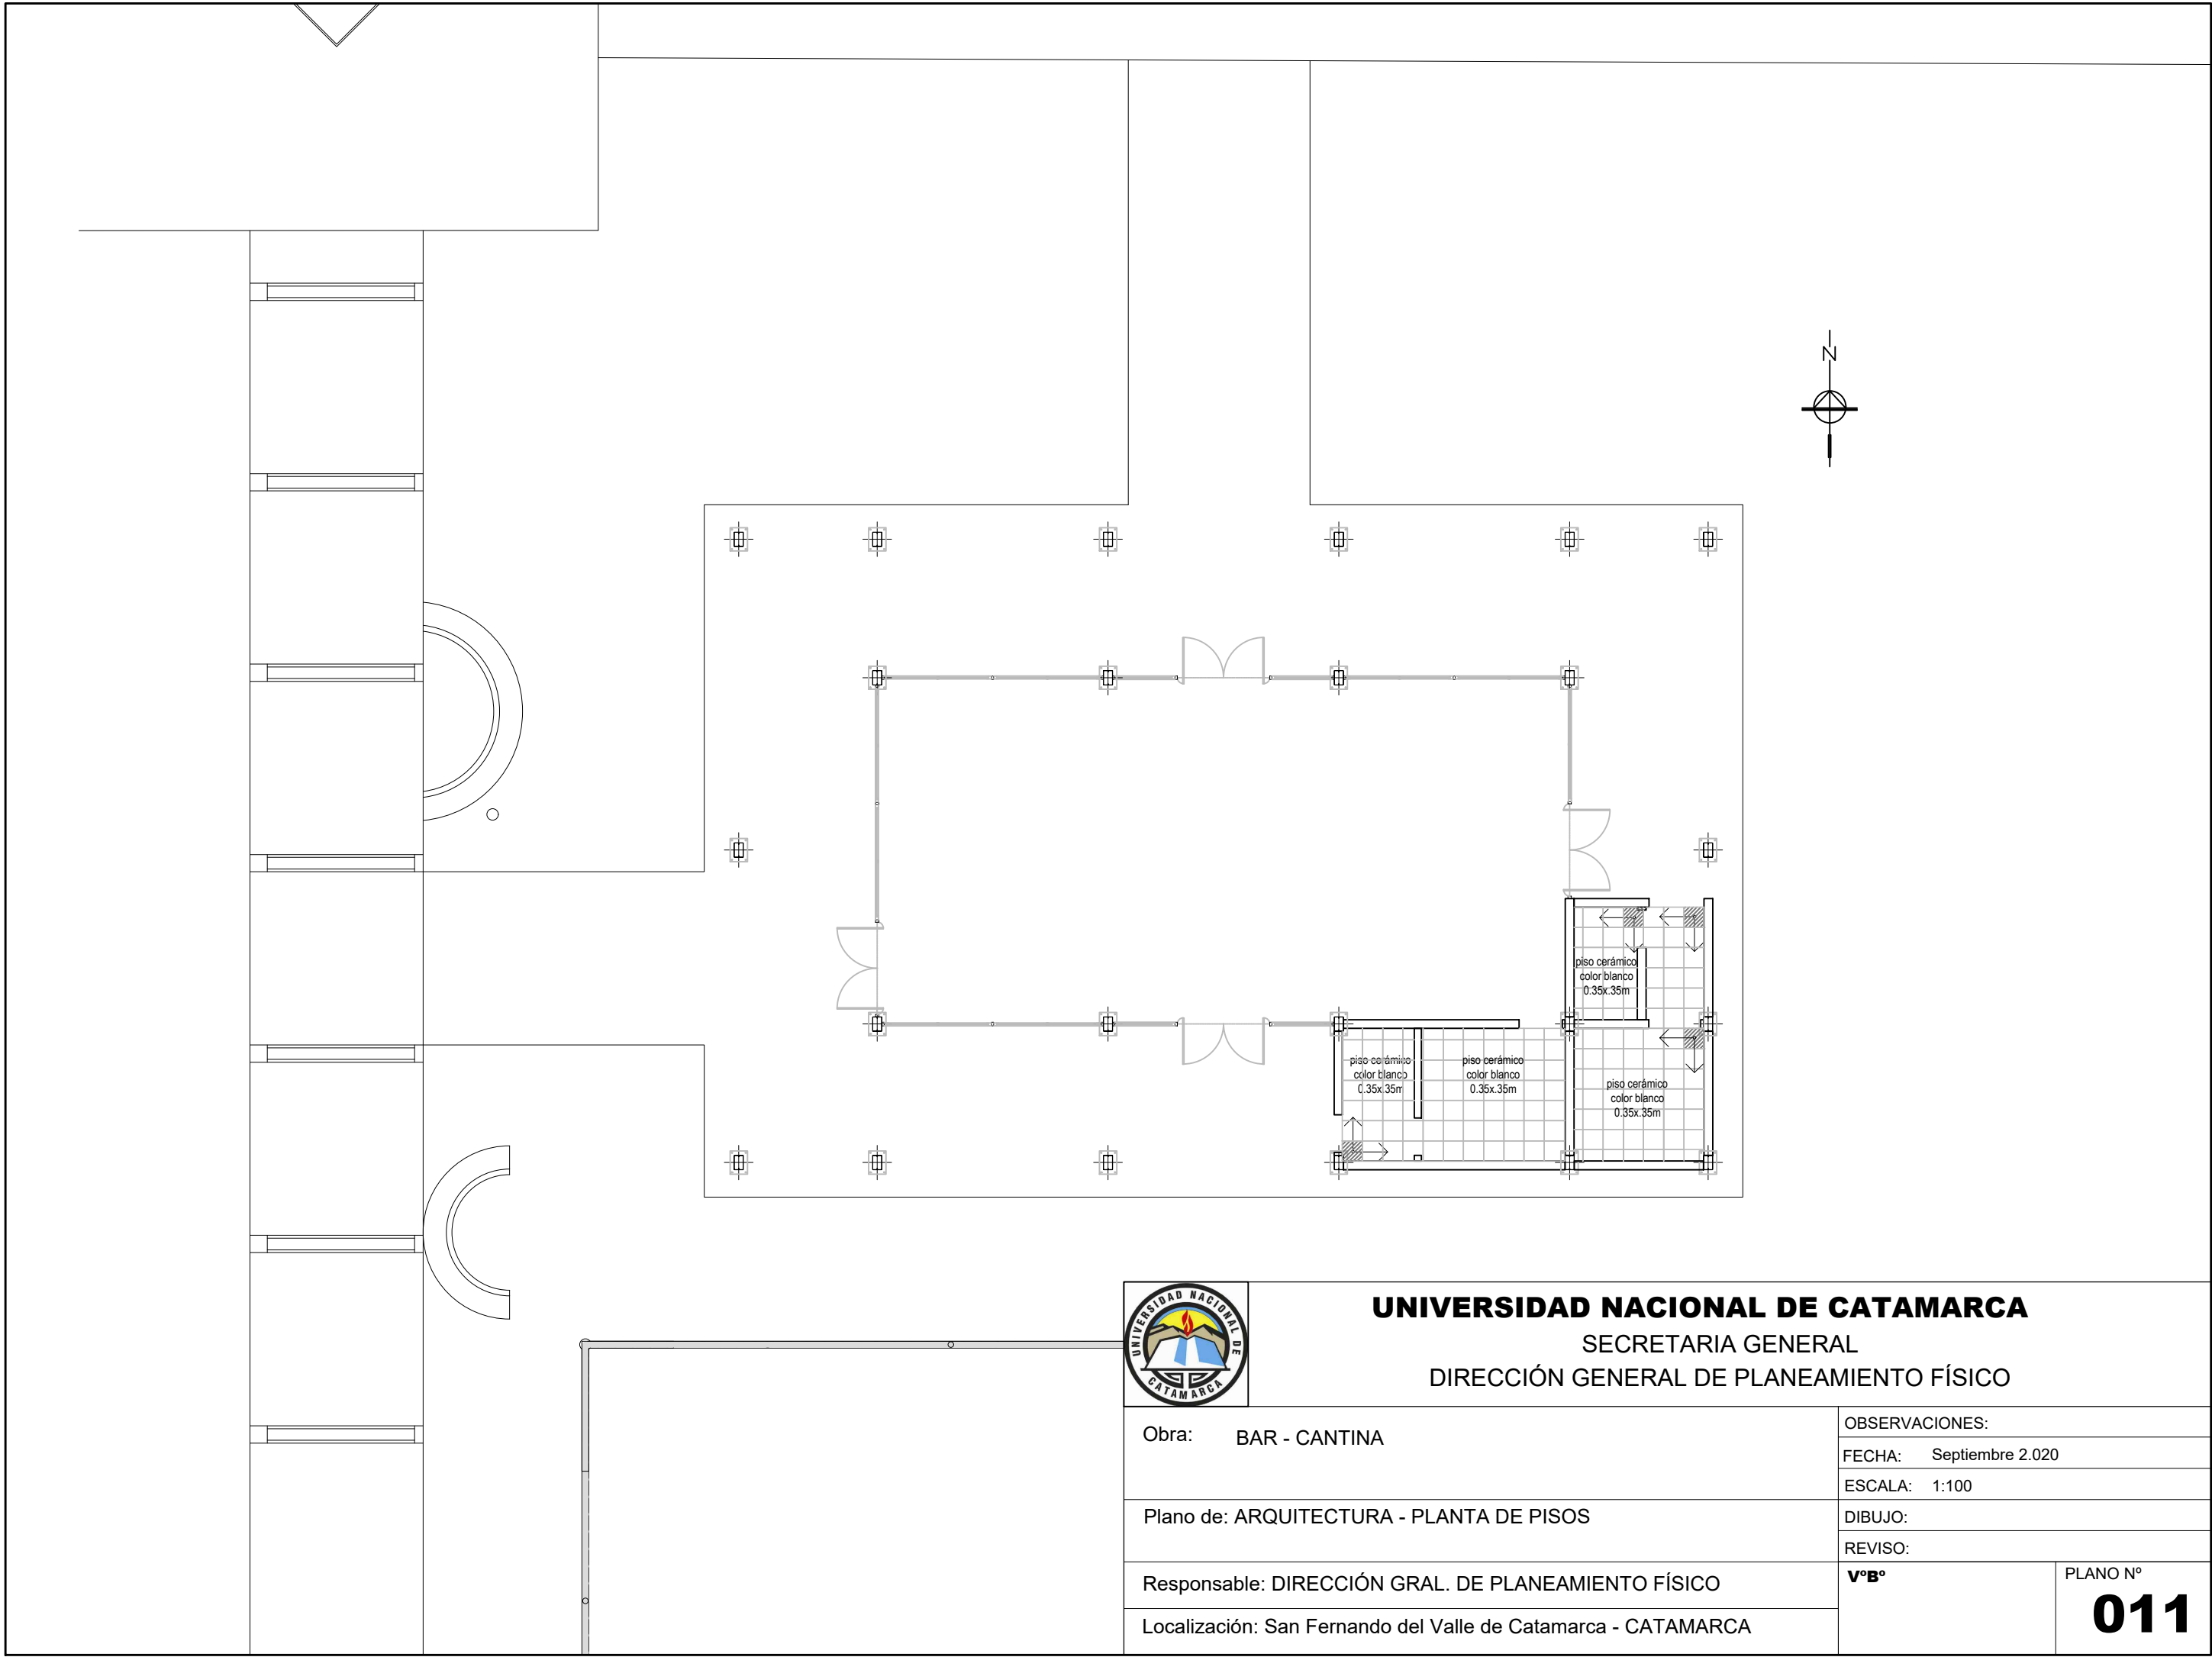 N
piso cerámico
color blanco
0.35x.35m
piso cerámico
color blanco
0.35x.35m
piso cerámico
color blanco
0.35x.35m
piso cerámico
color blanco
0.35x.35m
UNIVERSIDAD NACIONAL DE CATAMARCA
UNIVERSIDAD NACIONAL DE CATAMARCA
SECRETARIA GENERAL
DIRECCIÓN GENERAL DE PLANEAMIENTO FÍSICO
Obra: BAR - CANTINA
OBSERVACIONES:
FECHA: Septiembre 2.020
ESCALA: 1:100
Plano de: ARQUITECTURA - PLANTA DE PISOS
DIBUJO:
REVISO:
Responsable: DIRECCIÓN GRAL. DE PLANEAMIENTO FÍSICO
VºBº
PLANO Nº
011
Localización: San Fernando del Valle de Catamarca - CATAMARCA